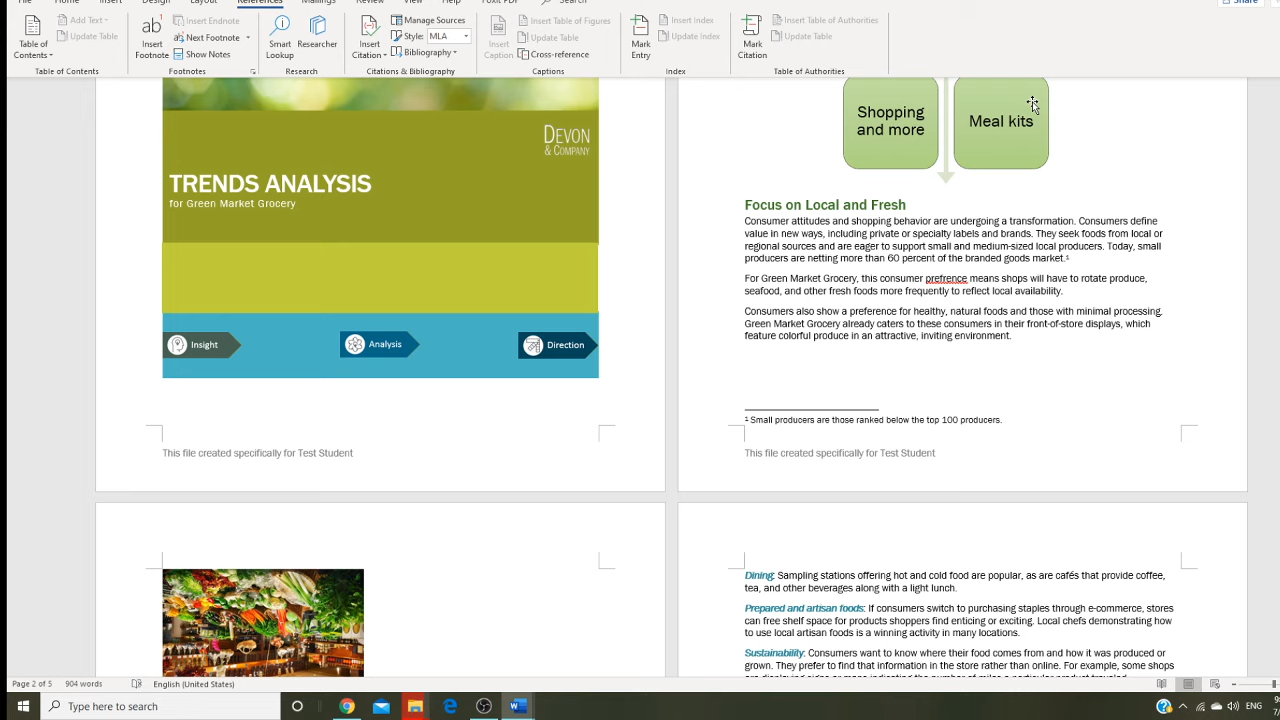 File
Home
Insert
Design
Layout
References
Mailings
Review
View
Help
Foxit PDF
Search
Share
Table of
Contents
Add Text
Update Table
Table of Contents
ab
Insert
Footnote
Insert Endnote
Next Footnote
Show Notes
Footnotes
Smart
Lookup
Researcher
Research
Insert
Citation
Manage Sources
Style: MLA
Bibliography
Citations & Bibliography
Insert
Caption
Insert Table of Figures
Update Table
Cross-reference
Captions
Mark
Entry
Insert Index
Update Index
Index
Mark
Citation
Insert Table of Authorities
Update Table
Table of Authorities
DEVON
& COMPANY
TRENDS ANALYSIS
for Green Market Grocery
Insight
Analysis
Direction
This file created specifically for Test Student
Shopping
and more
Meal kits
Focus on Local and Fresh
Consumer attitudes and shopping behavior are undergoing a transformation. Consumers define
value in new ways, including private or specialty labels and brands. They seek foods from local or
regional sources and are eager to support small and medium-sized local producers. Today, small
producers are netting more than 60 percent of the branded goods market.¹
For Green Market Grocery, this consumer prefrence means shops will have to rotate produce,
seafood, and other fresh foods more frequently to reflect local availability.
Consumers also show a preference for healthy, natural foods and those with minimal processing.
Green Market Grocery already caters to these consumers in their front-of-store displays, which
feature colorful produce in an attractive, inviting environment.
¹ Small producers are those ranked below the top 100 producers.
This file created specifically for Test Student
Dining: Sampling stations offering hot and cold food are popular, as are cafés that provide coffee,
tea, and other beverages along with a light lunch.
Prepared and artisan foods: If consumers switch to purchasing staples through e-commerce, stores
can free shelf space for products shoppers find enticing or exciting. Local chefs demonstrating how
to use local artisan foods is a winning activity in many locations.
Sustainability: Consumers want to know where their food comes from and how it was produced or
grown. They prefer to find that information in the store rather than online. For example, some shops
Page 2 of 5
904 words
English (United States)
Type here to search
ENG